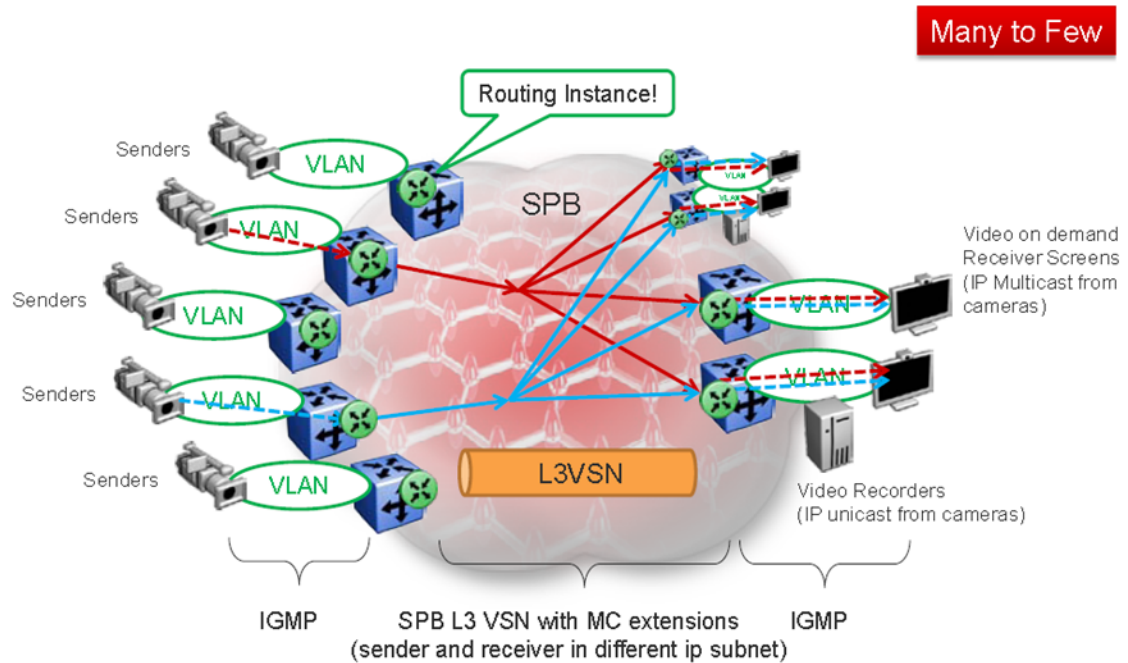 Many to Few
Routing Instance!
Senders
VLAN
SPB
VLAN
VLAN
Senders
VLAN
Video on demand
Receiver Screens
(IP Multicast from
cameras)
Senders
VLAN
VLAN
Senders
VLAN
VLAN
Senders
VLAN
L3VSN
Video Recorders
(IP unicast from cameras)
IGMP
SPB L3 VSN with MC extensions
(sender and receiver in different ip subnet)
IGMP